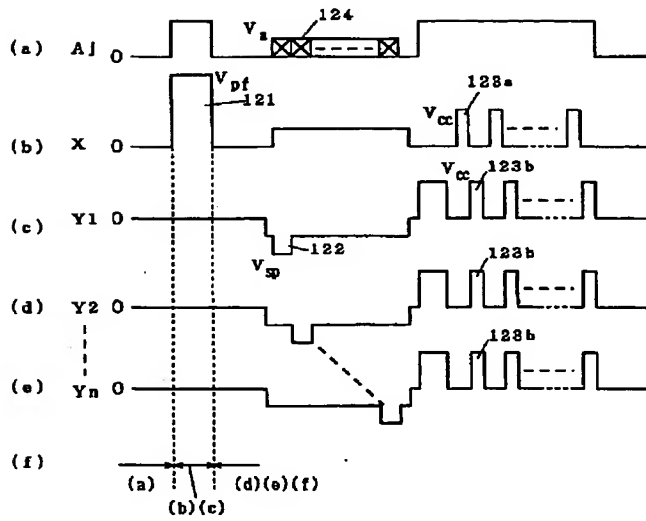 124
Va
(a) Aj 0
Vpf
121
123a
Vcc
(b) X 0
Vcc
123b
(c) Y1 0
122
Vsp
123b
(d) Y2 0
123b
(e) Yn 0
(f)
(a) (d)(e)(f)
(b)(c)